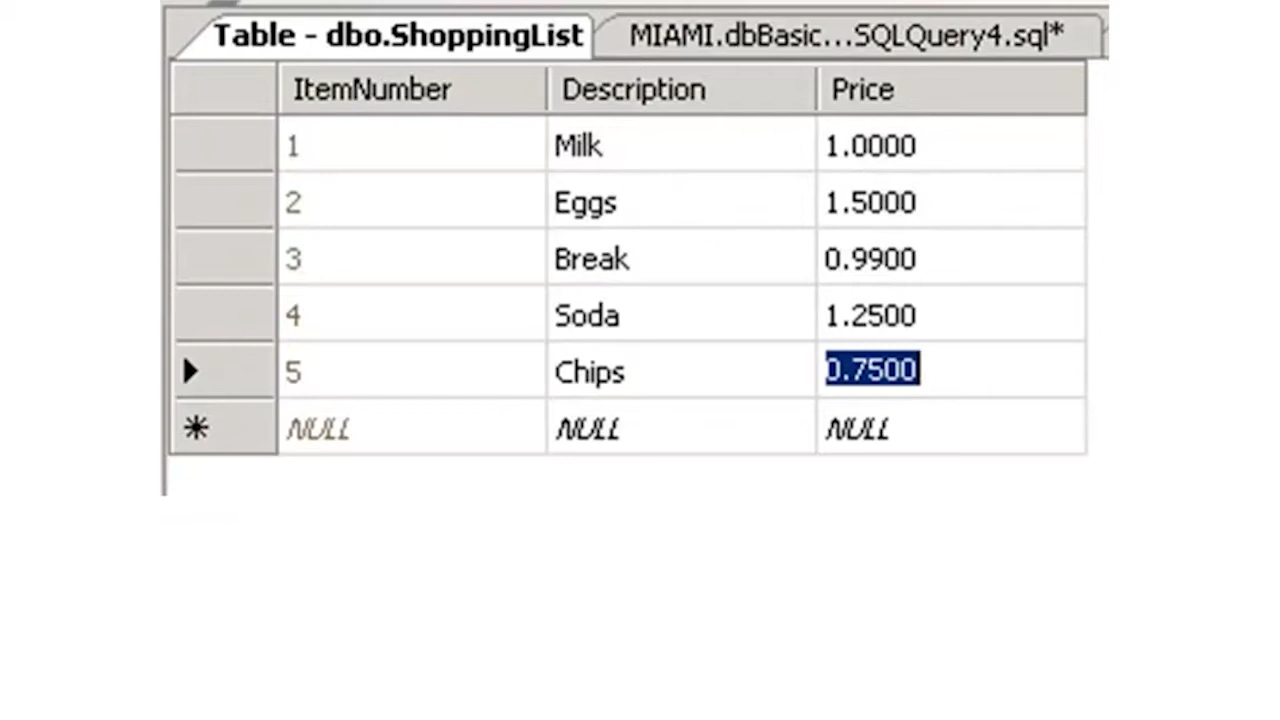 Table - dbo.ShoppingList MIAMI.dbBasic...SQLQuery4.sql*
ItemNumber Description Price
1 Milk 1.0000
2 Eggs 1.5000
3 Break 0.9900
4 Soda 1.2500
5 Chips 0.7500
NULL NULL NULL